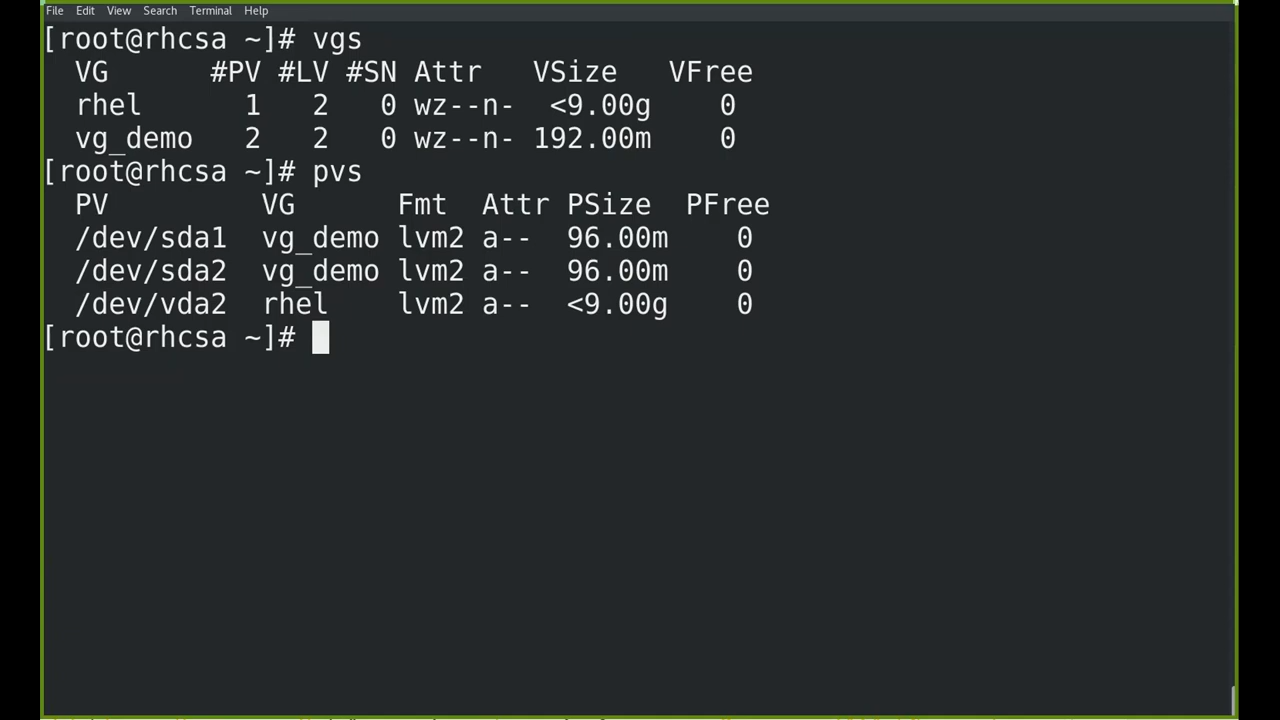 File Edit View Search Terminal Help
[root@rhcsa ~]# vgs
  VG      #PV #LV #SN Attr   VSize   VFree
  rhel      1   2   0 wz--n-  <9.00g    0
  vg_demo   2   2   0 wz--n- 192.00m    0
[root@rhcsa ~]# pvs
  PV         VG      Fmt  Attr PSize  PFree
  /dev/sda1  vg_demo lvm2 a--  96.00m    0
  /dev/sda2  vg_demo lvm2 a--  96.00m    0
  /dev/vda2  rhel    lvm2 a--  <9.00g    0
[root@rhcsa ~]#